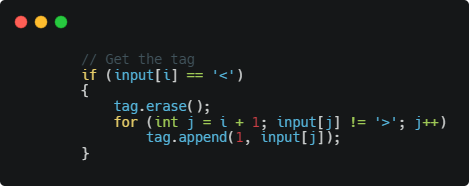 // Get the tag
if (input[i] == '<')
{
    tag.erase();
    for (int j = i + 1; input[j] != '>'; j++)
        tag.append(1, input[j]);
}